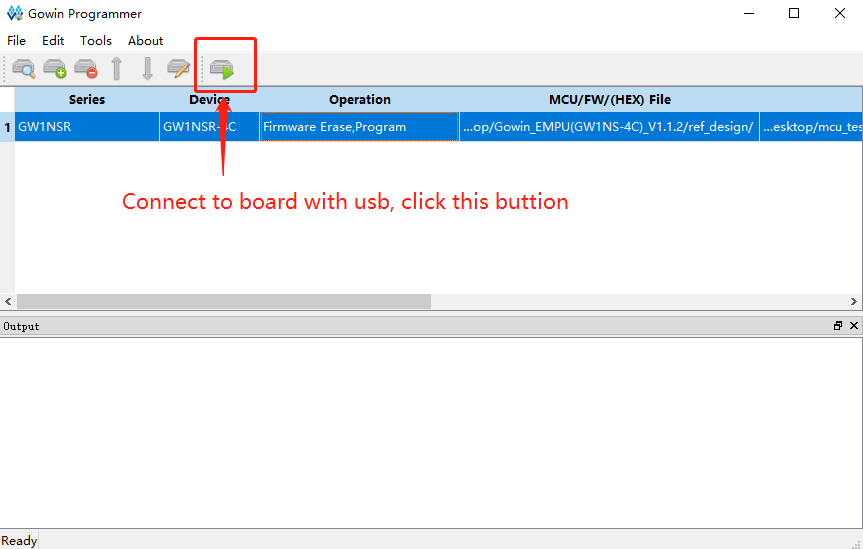 Gowin Programmer
File Edit Tools About
Series Device Operation MCU/FW/(HEX) File
1 GW1NSR GW1NSR-4C Firmware Erase,Program ...op/Gowin_EMPU(GW1NS-4C)_V1.1.2/ref_design/ ...esktop/mcu_tes
Connect to board with usb, click this buttion
Output
Ready